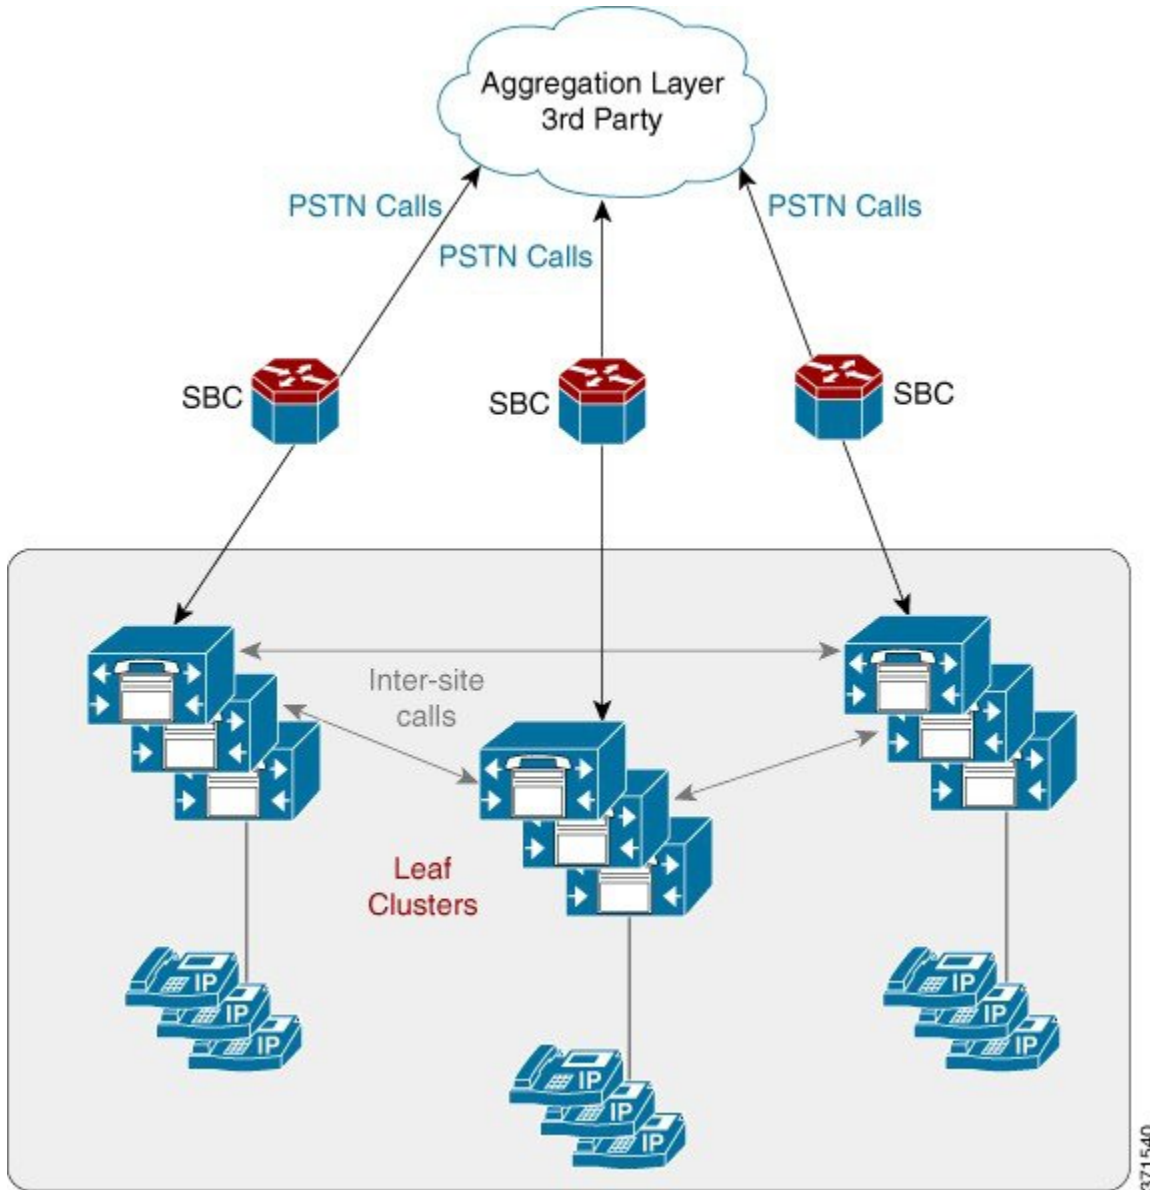 Aggregation Layer
3rd Party
PSTN Calls
PSTN Calls
PSTN Calls
SBC
SBC
SBC
Inter-site
calls
Leaf
Clusters
IP
IP
IP
IP
IP
IP
IP
IP
IP
371540